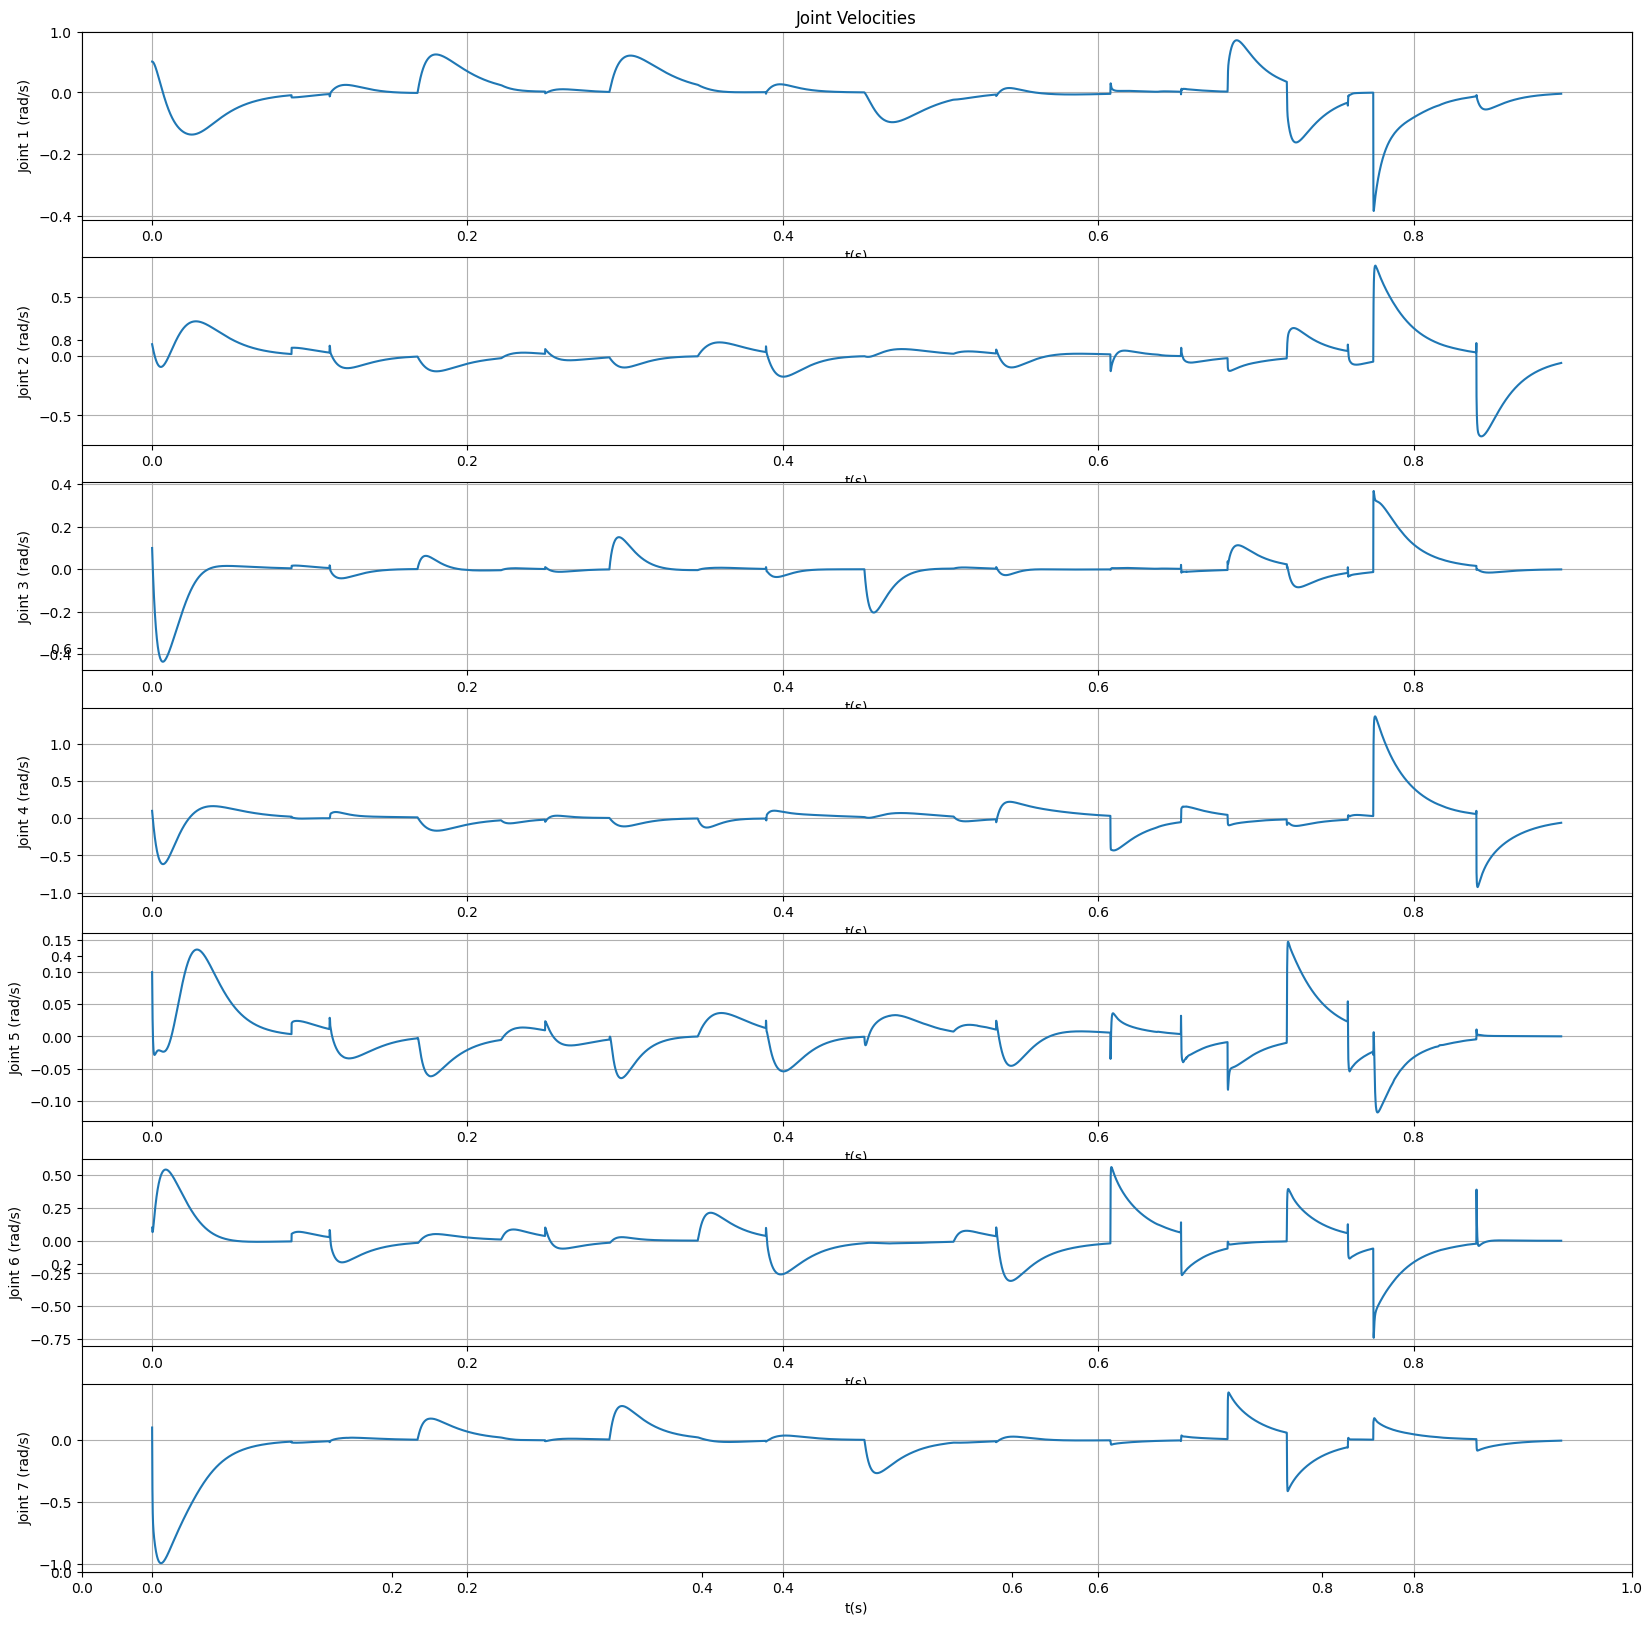 Joint Velocities
1.0
0.0
−0.2
−0.4
Joint 1 (rad/s)
0.0 0.2 0.4 0.6 0.8
t(s)
0.5
0.8
0.0
−0.5
Joint 2 (rad/s)
0.0 0.2 0.4 0.6 0.8
t(s)
0.4
0.2
0.0
−0.2
0.6
−0.4
Joint 3 (rad/s)
0.0 0.2 0.4 0.6 0.8
t(s)
1.0
0.5
0.0
−0.5
−1.0
Joint 4 (rad/s)
0.0 0.2 0.4 0.6 0.8
t(s)
0.15
0.4
0.10
0.05
0.00
−0.05
−0.10
Joint 5 (rad/s)
0.0 0.2 0.4 0.6 0.8
t(s)
0.50
0.25
0.00
0.2
−0.25
−0.50
−0.75
Joint 6 (rad/s)
0.0 0.2 0.4 0.6 0.8
t(s)
0.0
−0.5
−1.0
0.0
Joint 7 (rad/s)
0.0 0.0 0.2 0.2 0.4 0.4 0.6 0.6 0.8 0.8 1.0
t(s)